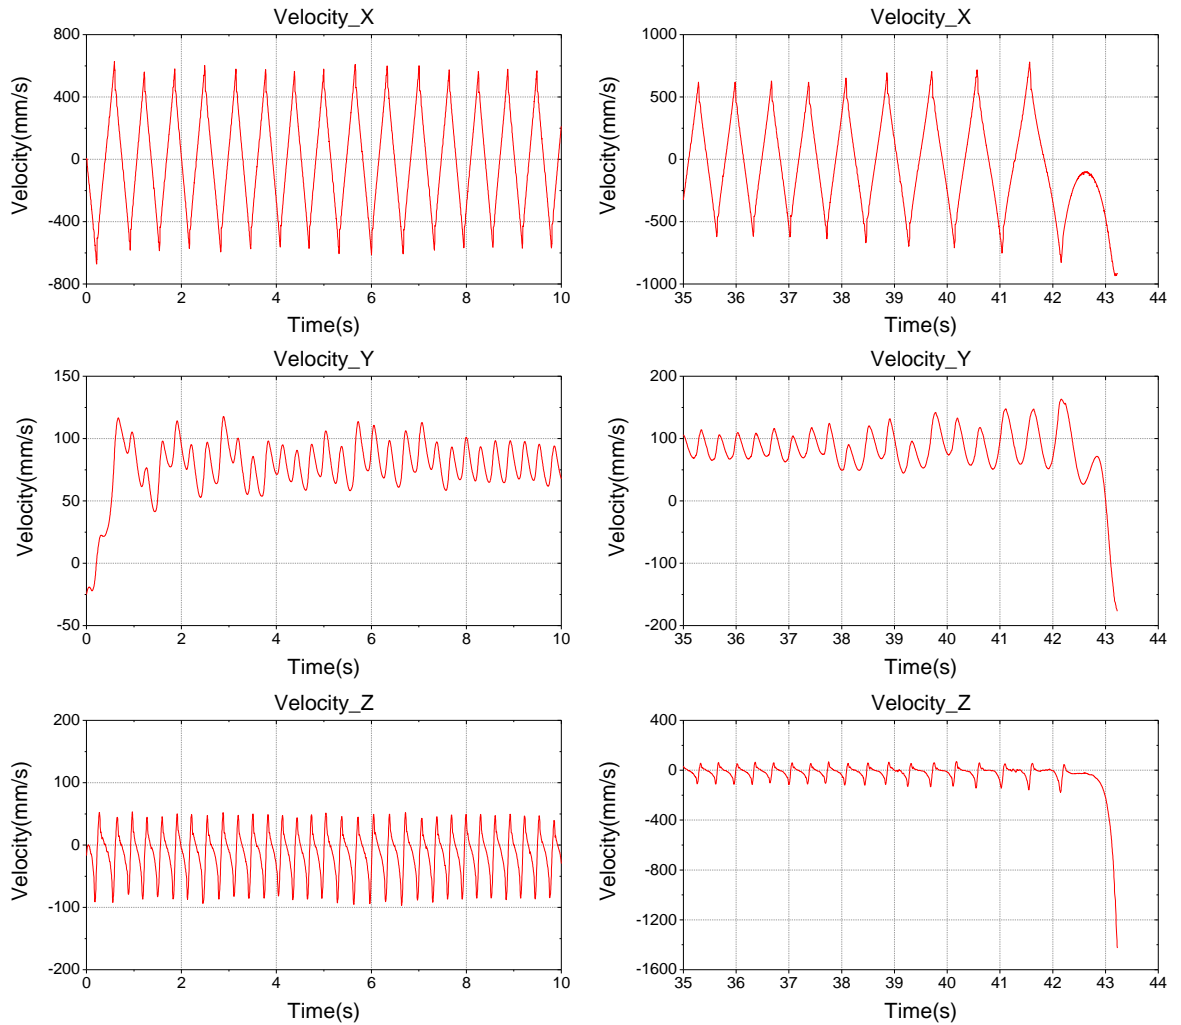 Velocity_X
Velocity(mm/s)
800
400
0
-400
-800
0 2 4 6 8 10
Time(s)
Velocity_X
Velocity(mm/s)
1000
500
0
-500
-1000
35 36 37 38 39 40 41 42 43 44
Time(s)
Velocity_Y
Velocity(mm/s)
150
100
50
0
-50
0 2 4 6 8 10
Time(s)
Velocity_Y
Velocity(mm/s)
200
100
0
-100
-200
35 36 37 38 39 40 41 42 43 44
Time(s)
Velocity_Z
Velocity(mm/s)
200
100
0
-100
-200
0 2 4 6 8 10
Time(s)
Velocity_Z
Velocity(mm/s)
400
0
-400
-800
-1200
-1600
35 36 37 38 39 40 41 42 43 44
Time(s)